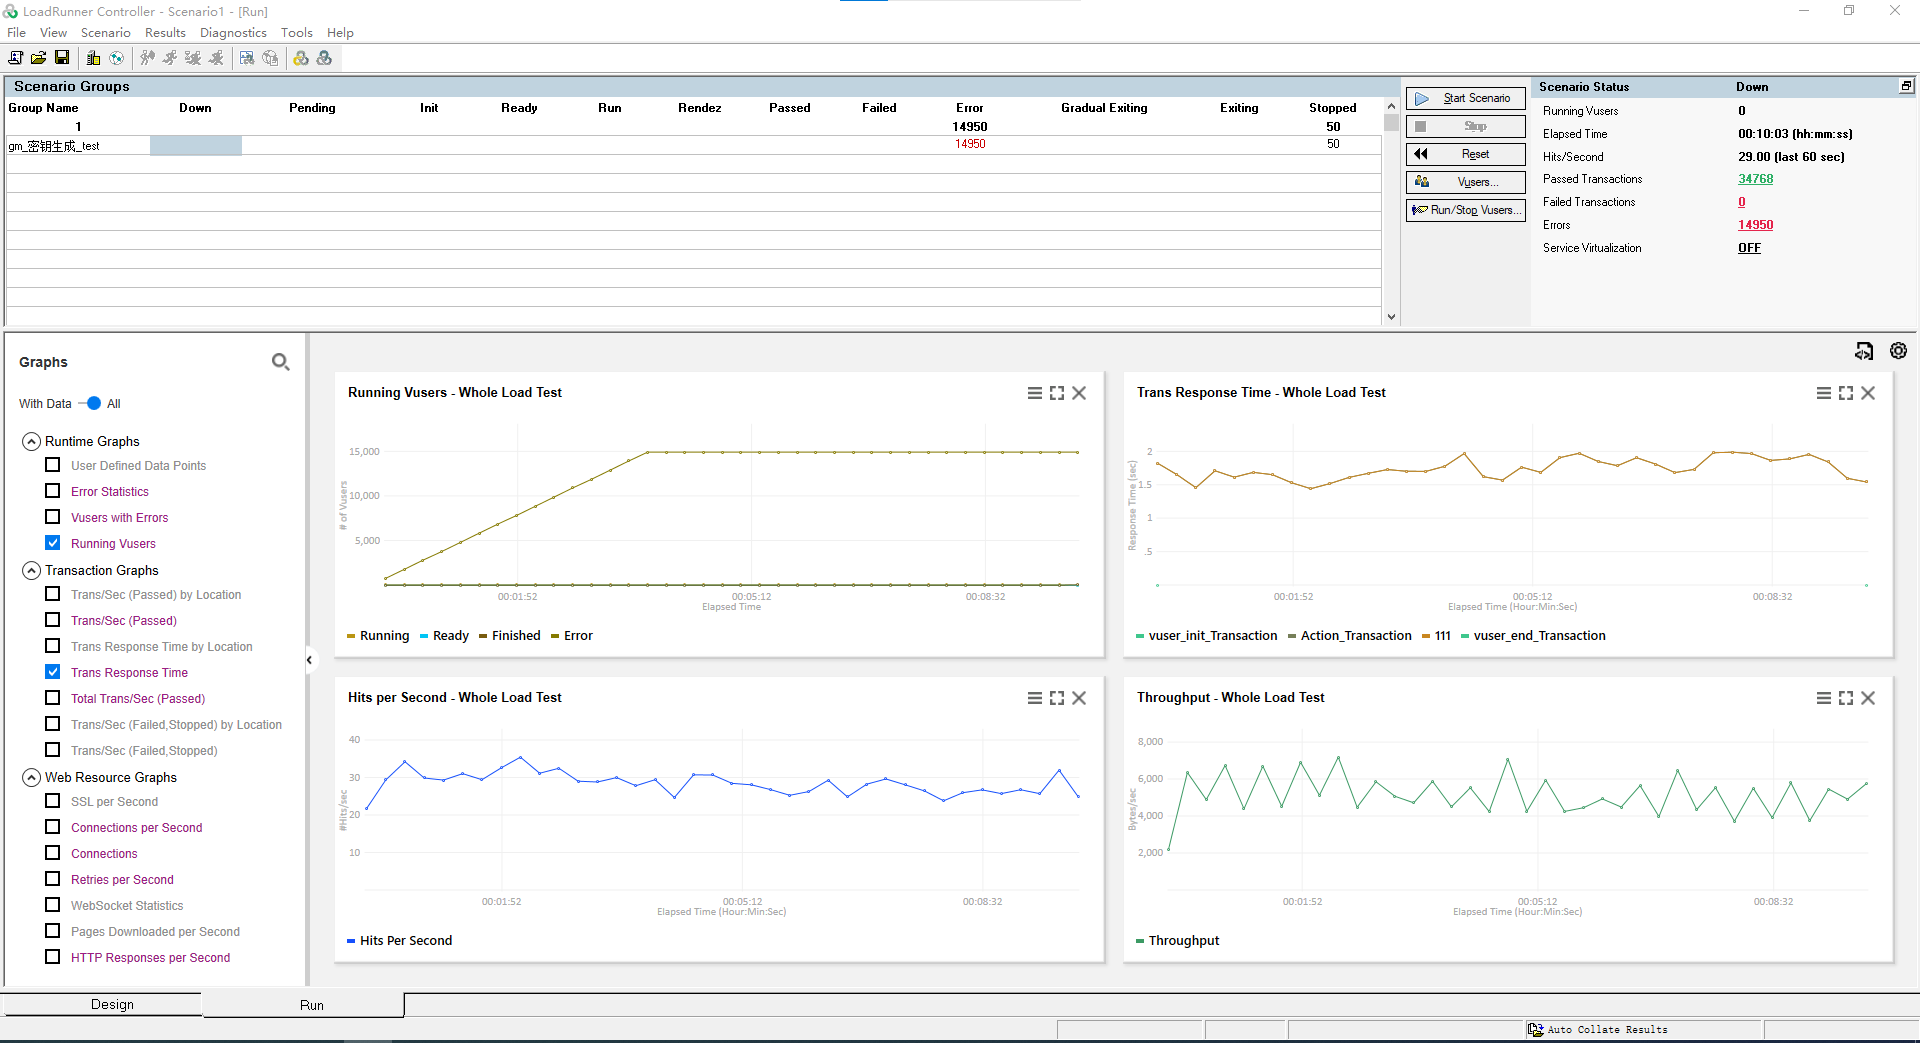 LoadRunner Controller - Scenario1 - [Run]
File View Scenario Results Diagnostics Tools Help
Scenario Groups
Group Name Down Pending Init Ready Run Rendez Passed Failed Error Gradual Exiting Exiting Stopped
1 14950 50
gm_密钥生成_test 14950 50
Start Scenario
Stop
Reset
Vusers...
Run/Stop Vusers...
Scenario Status Down
Running Vusers 0
Elapsed Time 00:10:03 (hh:mm:ss)
Hits/Second 29.00 (last 60 sec)
Passed Transactions 34768
Failed Transactions 0
Errors 14950
Service Virtualization OFF
Graphs
With Data All
Runtime Graphs
User Defined Data Points
Error Statistics
Vusers with Errors
Running Vusers
Transaction Graphs
Trans/Sec (Passed) by Location
Trans/Sec (Passed)
Trans Response Time by Location
Trans Response Time
Total Trans/Sec (Passed)
Trans/Sec (Failed,Stopped) by Location
Trans/Sec (Failed,Stopped)
Web Resource Graphs
SSL per Second
Connections per Second
Connections
Retries per Second
WebSocket Statistics
Pages Downloaded per Second
HTTP Responses per Second
Running Vusers - Whole Load Test
# of Vusers
15,000
10,000
5,000
00:01:52 00:05:12 00:08:32
Elapsed Time
Running Ready Finished Error
Trans Response Time - Whole Load Test
Response Time (sec)
2
1.5
1
.5
00:01:52 00:05:12 00:08:32
Elapsed Time (Hour:Min:Sec)
vuser_init_Transaction Action_Transaction 111 vuser_end_Transaction
Hits per Second - Whole Load Test
#Hits/sec
40
30
20
10
00:01:52 00:05:12 00:08:32
Elapsed Time (Hour:Min:Sec)
Hits Per Second
Throughput - Whole Load Test
Bytes/sec
8,000
6,000
4,000
2,000
00:01:52 00:05:12 00:08:32
Elapsed Time (Hour:Min:Sec)
Throughput
Design Run
Auto Collate Results